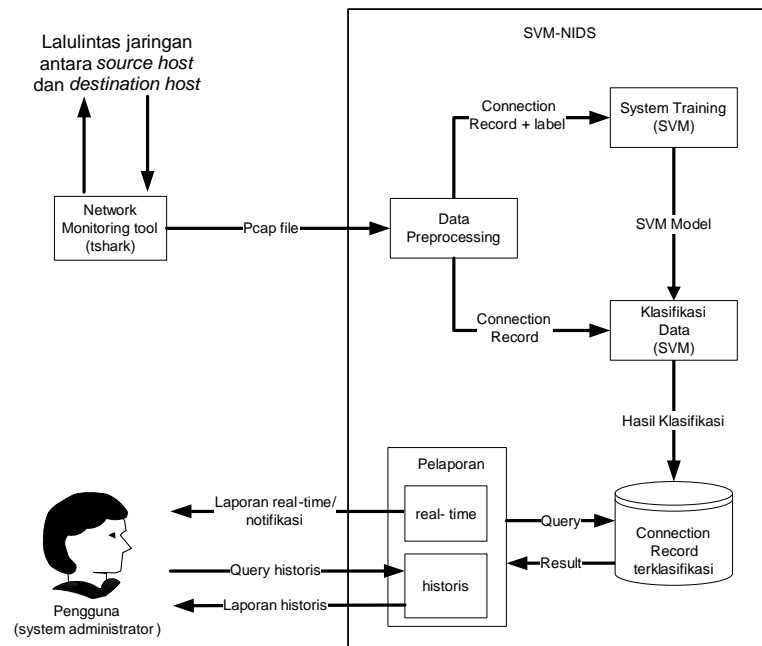 SVM-NIDS
Lalulintas jaringan
antara source host
dan destination host
Connection
Record + label
System Training
(SVM)
Network
Monitoring tool
(tshark)
Pcap file
Data
Preprocessing
SVM Model
Connection
Record
Klasifikasi
Data
(SVM)
Hasil Klasifikasi
Pelaporan
Laporan real-time/
notifikasi
real- time
Query
Connection
Record
terklasifikasi
Result
Query historis
historis
Laporan historis
Pengguna
(system administrator )